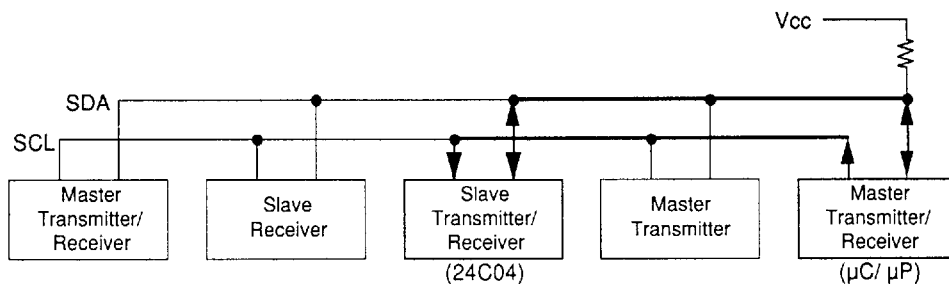 Vcc
SDA
SCL
Master
Transmitter/
Receiver
Slave
Receiver
Slave
Transmitter/
Receiver
(24C04)
Master
Transmitter
Master
Transmitter/
Receiver
(µC/ µP)